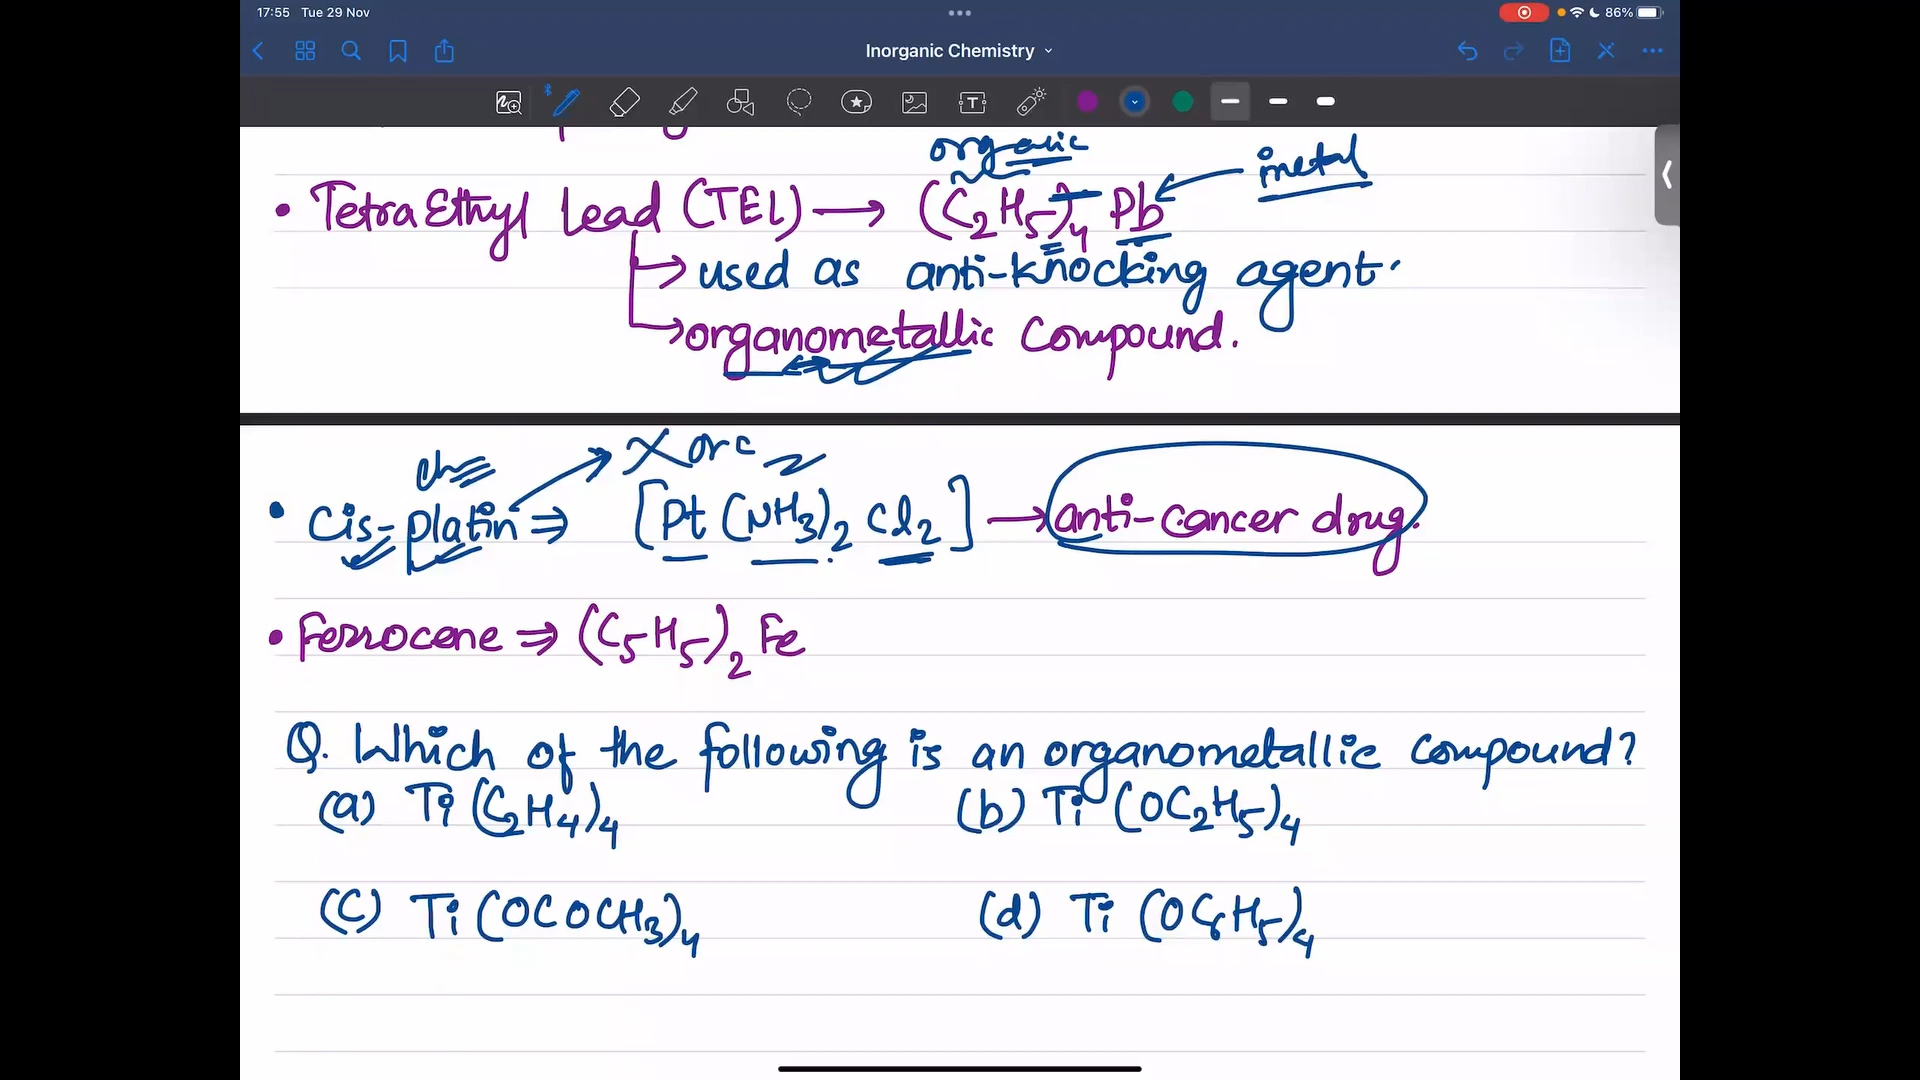 17:55 Tue 29 Nov
86%
Inorganic Chemistry
organic
metal
• Tetra Ethyl Lead (TEL) → (C₂H₅)₄ Pb
→ used as anti-knocking agent.
→ organometallic Compound.
X orc
• Cis-platin ⇒ [Pt (NH₃)₂ Cl₂] → anti-cancer drug.
• Ferrocene ⇒ (C₅H₅)₂ Fe
Q. Which of the following is an organometallic compound?
(a) Ti (C₂H₄)₄ (b) Ti (OC₂H₅)₄
(C) Ti (OCOCH₃)₄ (d) Ti (OC₆H₅)₄